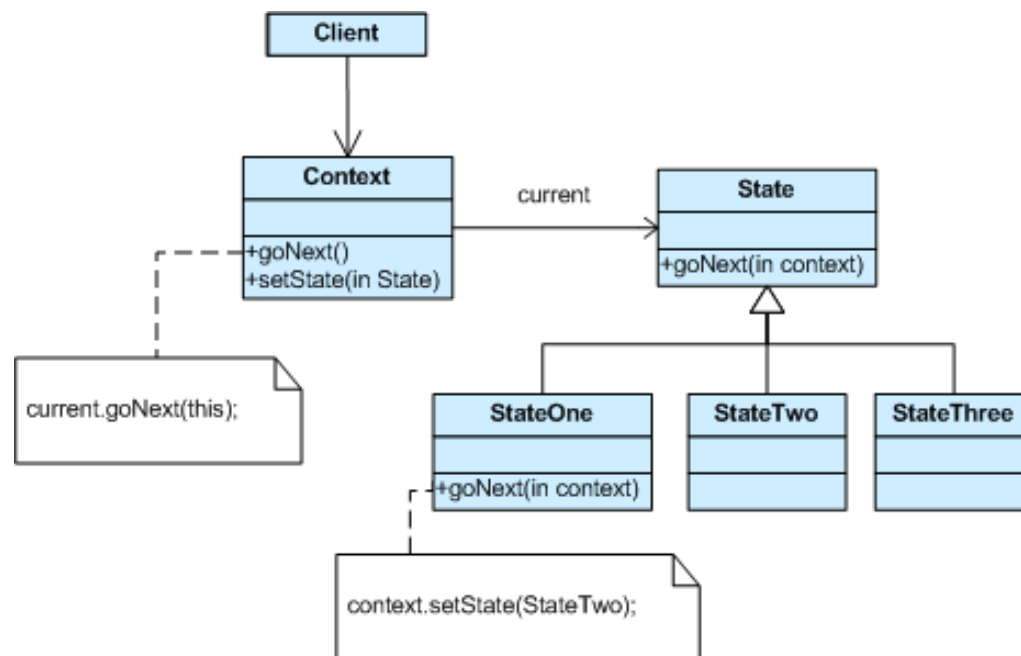 Client
Context
+goNext()
+setState(in State)
current
State
+goNext(in context)
current.goNext(this);
StateOne
+goNext(in context)
StateTwo
StateThree
context.setState(StateTwo);